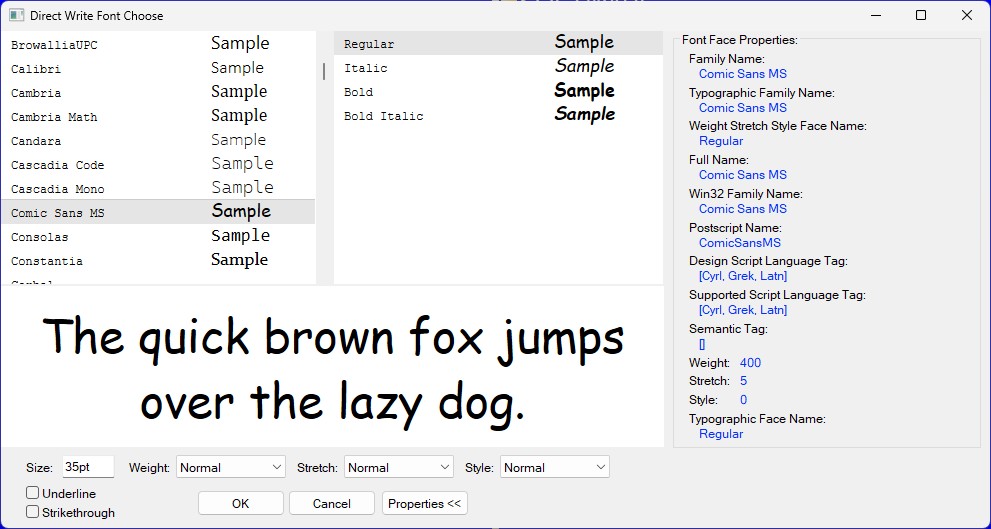 Direct Write Font Choose
BrowalliaUPC Sample
Calibri Sample
Cambria Sample
Cambria Math Sample
Candara Sample
Cascadia Code Sample
Cascadia Mono Sample
Comic Sans MS Sample
Consolas Sample
Constantia Sample
Regular Sample
Italic Sample
Bold Sample
Bold Italic Sample
The quick brown fox jumps
over the lazy dog.
Font Face Properties:
Family Name:
Comic Sans MS
Typographic Family Name:
Comic Sans MS
Weight Stretch Style Face Name:
Regular
Full Name:
Comic Sans MS
Win32 Family Name:
Comic Sans MS
Postscript Name:
ComicSansMS
Design Script Language Tag:
[Cyrl, Grek, Latn]
Supported Script Language Tag:
[Cyrl, Grek, Latn]
Semantic Tag:
[]
Weight: 400
Stretch: 5
Style: 0
Typographic Face Name:
Regular
Size: 35pt Weight: Normal Stretch: Normal Style: Normal
Underline
Strikethrough
OK Cancel Properties <<